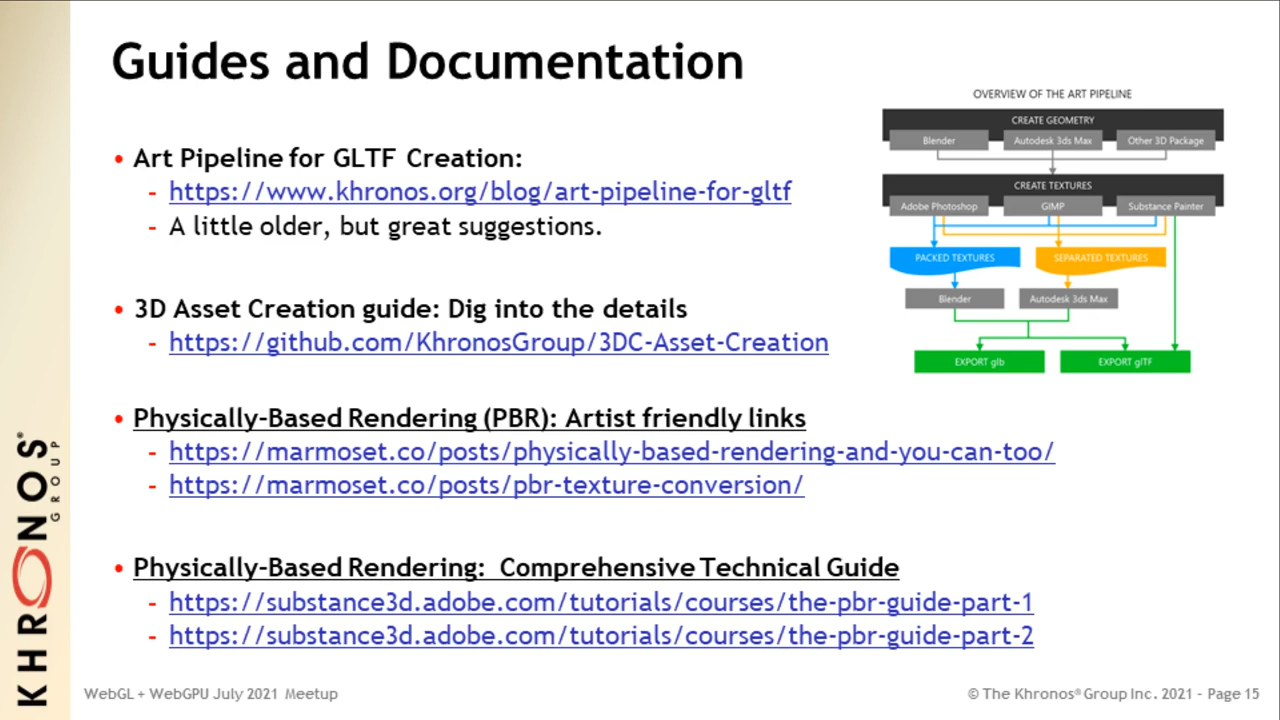 Guides and Documentation
• Art Pipeline for GLTF Creation:
- https://www.khronos.org/blog/art-pipeline-for-gltf
- A little older, but great suggestions.
• 3D Asset Creation guide: Dig into the details
- https://github.com/KhronosGroup/3DC-Asset-Creation
• Physically-Based Rendering (PBR): Artist friendly links
- https://marmoset.co/posts/physically-based-rendering-and-you-can-too/
- https://marmoset.co/posts/pbr-texture-conversion/
• Physically-Based Rendering: Comprehensive Technical Guide
- https://substance3d.adobe.com/tutorials/courses/the-pbr-guide-part-1
- https://substance3d.adobe.com/tutorials/courses/the-pbr-guide-part-2
OVERVIEW OF THE ART PIPELINE
CREATE GEOMETRY
Blender Autodesk 3ds Max Other 3D Package
CREATE TEXTURES
Adobe Photoshop GIMP Substance Painter
PACKED TEXTURES SEPARATED TEXTURES
Blender Autodesk 3ds Max
EXPORT glb EXPORT glTF
KHRONOS®
GROUP
WebGL + WebGPU July 2021 Meetup
© The Khronos® Group Inc. 2021 - Page 15